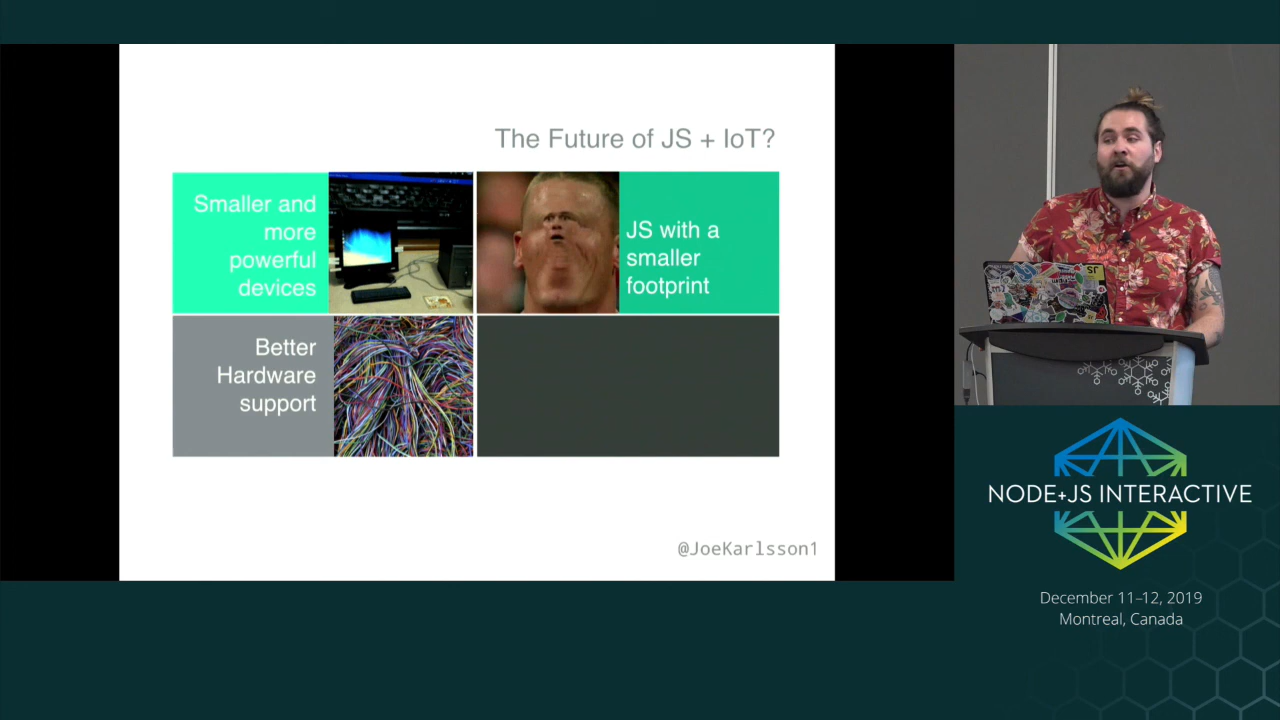 The Future of JS + IoT?
Smaller and
more
powerful
devices
JS with a
smaller
footprint
Better
Hardware
support
@JoeKarlsson1
JS
NODE+JS INTERACTIVE
December 11–12, 2019
Montreal, Canada